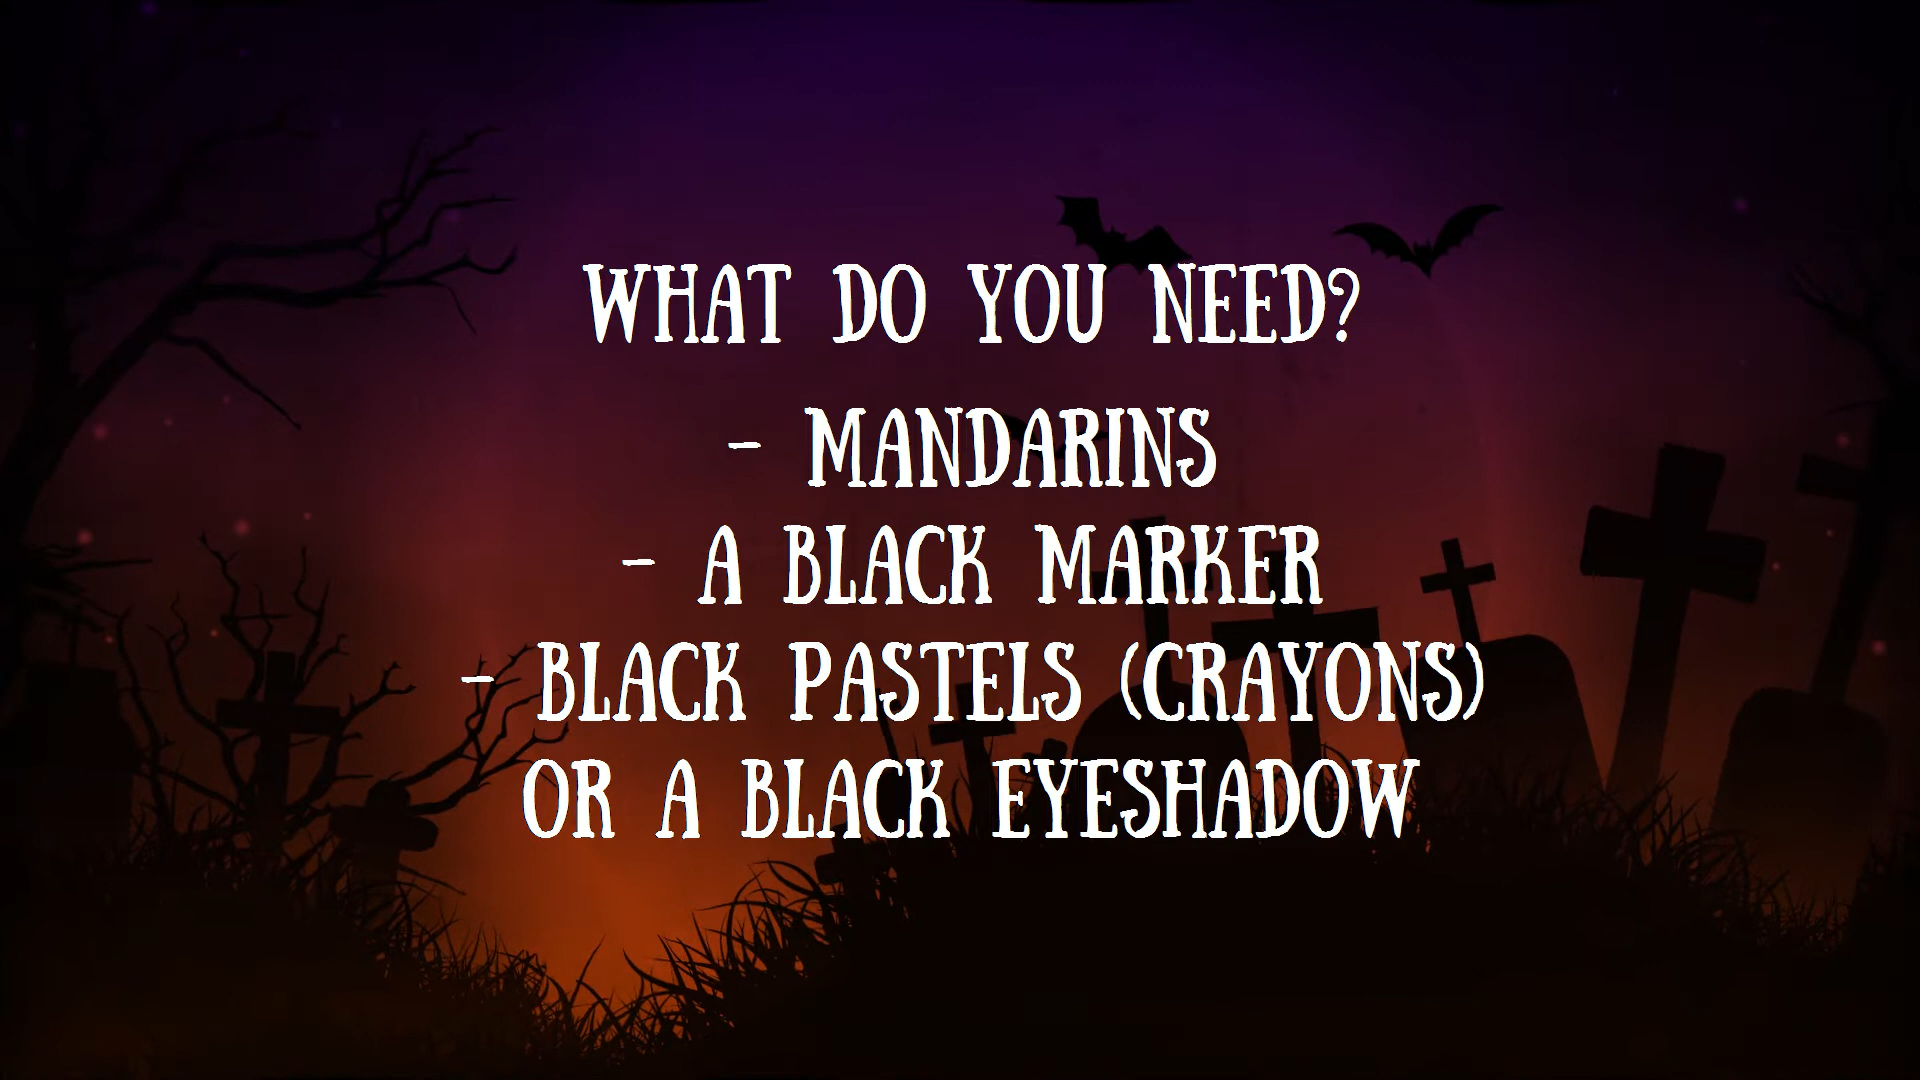 WHAT DO YOU NEED?
- MANDARINS
- A BLACK MARKER
- BLACK PASTELS (CRAYONS)
OR A BLACK EYESHADOW